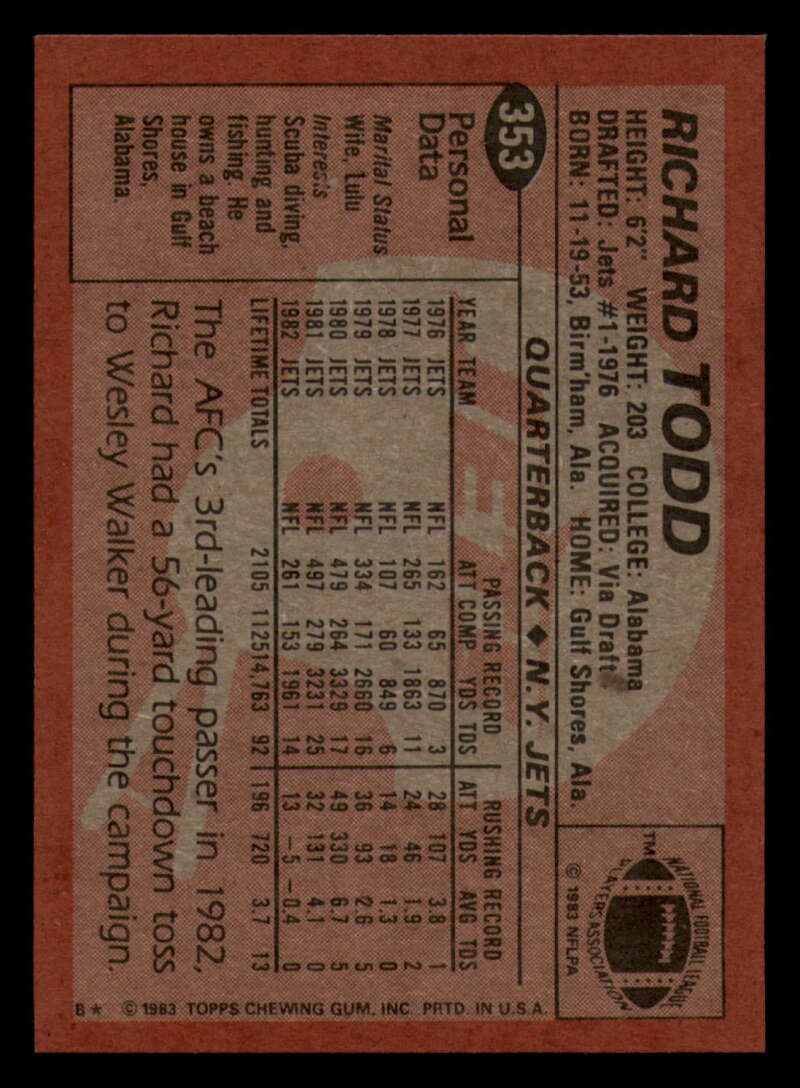 RICHARD TODD
HEIGHT: 6'2" WEIGHT: 203 COLLEGE: Alabama
DRAFTED: Jets #1-1976 ACQUIRED: Via Draft
BORN: 11-19-53, Birm'ham, Ala. HOME: Gulf Shores, Ala.
NATIONAL FOOTBALL LEAGUE
PLAYERS ASSOCIATION
TM
© 1983 NFLPA
353
QUARTERBACK ◆ N.Y. JETS
Personal
Data
Marital Status
Wife, Lulu
Interests
Scuba diving,
hunting and
fishing. He
owns a beach
house in Gulf
Shores,
Alabama.
PASSING RECORD RUSHING RECORD
YEAR TEAM ATT COMP YDS TDS ATT YDS AVG TDS
1976 JETS NFL 162 65 870 3 28 107 3.8 1
1977 JETS NFL 265 133 1863 11 24 46 1.9 2
1978 JETS NFL 107 60 849 6 14 18 1.3 0
1979 JETS NFL 334 171 2660 16 36 93 2.6 5
1980 JETS NFL 479 264 3329 17 49 330 6.7 5
1981 JETS NFL 497 279 3231 25 32 131 4.1 0
1982 JETS NFL 261 153 1961 14 13 -5 -0.4 0
LIFETIME TOTALS 2105 1125 14,763 92 196 720 3.7 13
The AFC's 3rd-leading passer in 1982,
Richard had a 56-yard touchdown toss
to Wesley Walker during the campaign.
B* © 1983 TOPPS CHEWING GUM, INC. PRTD. IN U.S.A.